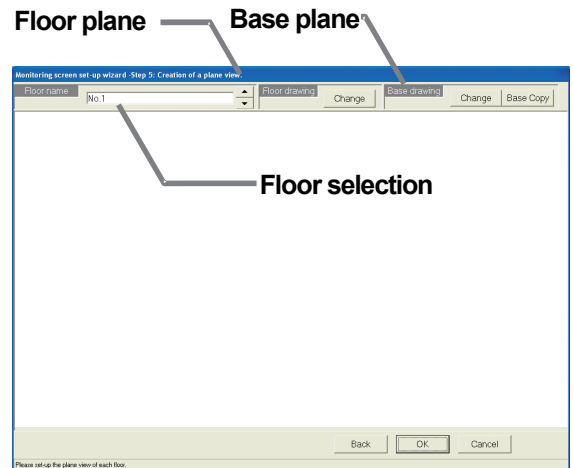 Floor plane
Base plane
Monitoring screen set-up wizard -Step 5: Creation of a plane view.
Floor name
No.1
Floor drawing
Change
Base drawing
Change
Base Copy
Floor selection
Back
OK
Cancel
Please set-up the plane view of each floor.